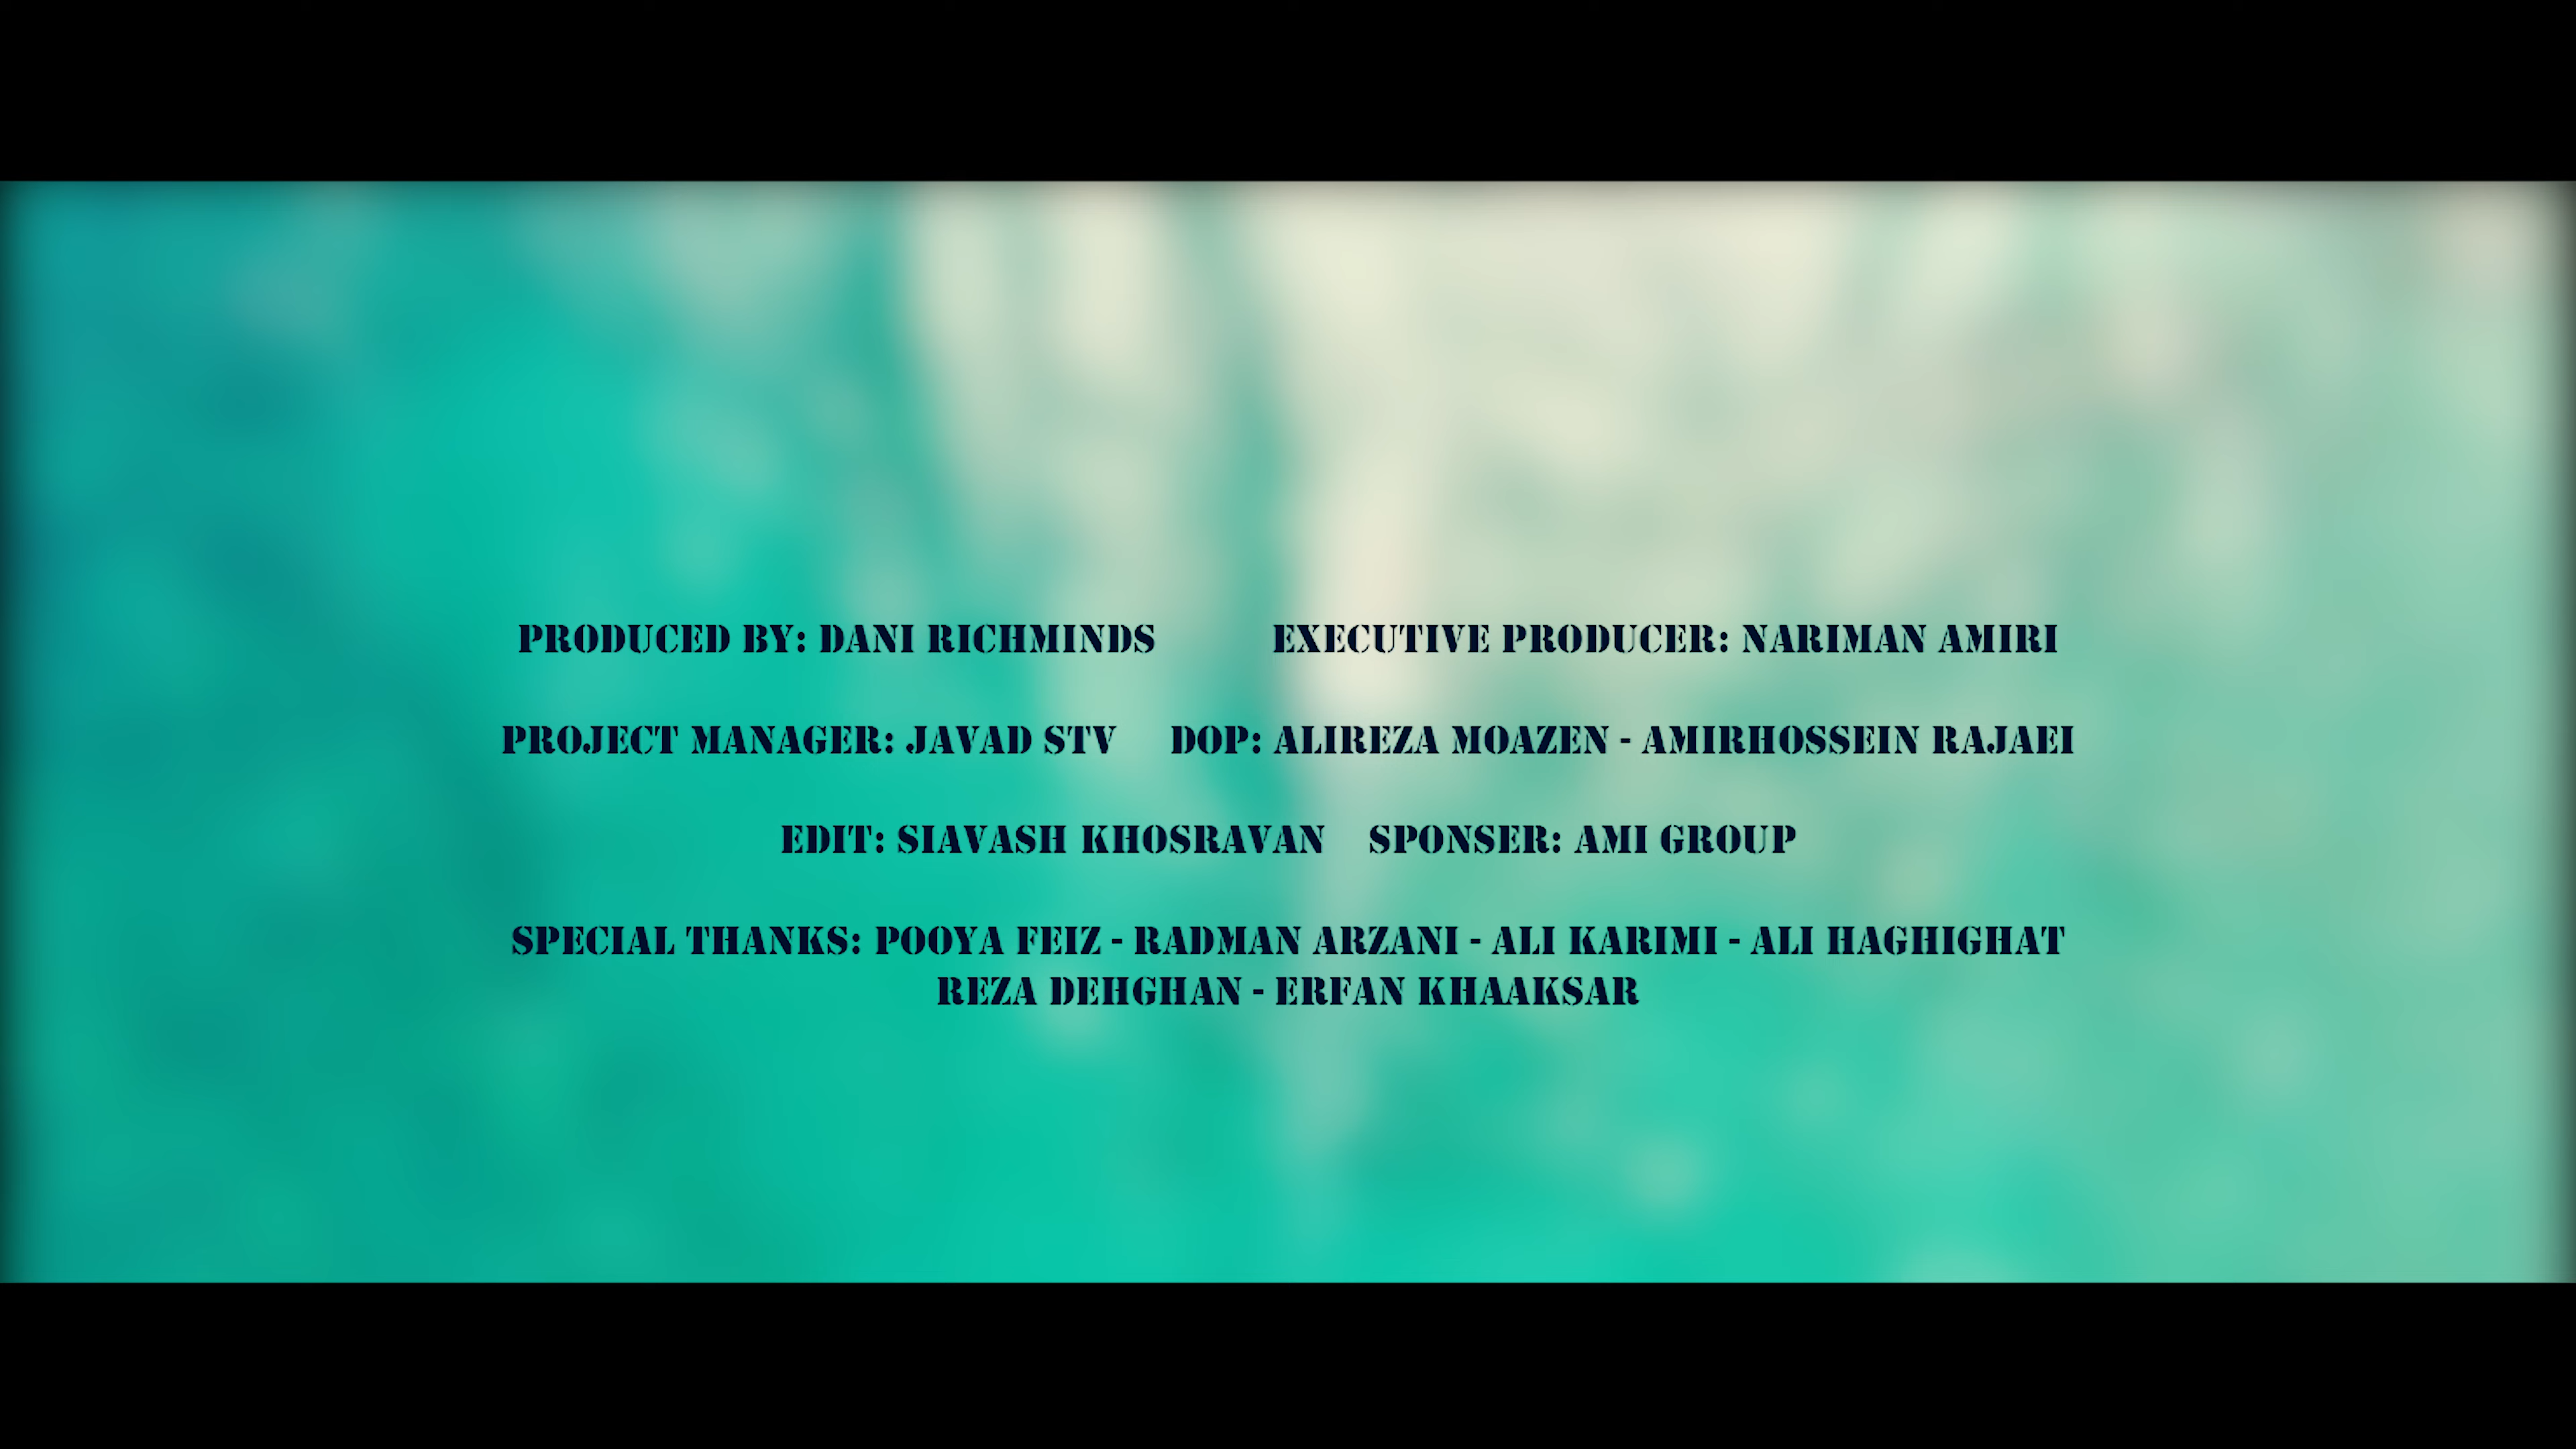 PRODUCED BY: DANI RICHMINDS EXECUTIVE PRODUCER: NARIMAN AMIRI
PROJECT MANAGER: JAVAD STV DOP: ALIREZA MOAZEN - AMIRHOSSEIN RAJAEI
EDIT: SIAVASH KHOSRAVAN SPONSER: AMI GROUP
SPECIAL THANKS: POOYA FEIZ - RADMAN ARZANI - ALI KARIMI - ALI HAGHIGHAT
REZA DEHGHAN - ERFAN KHAAKSAR